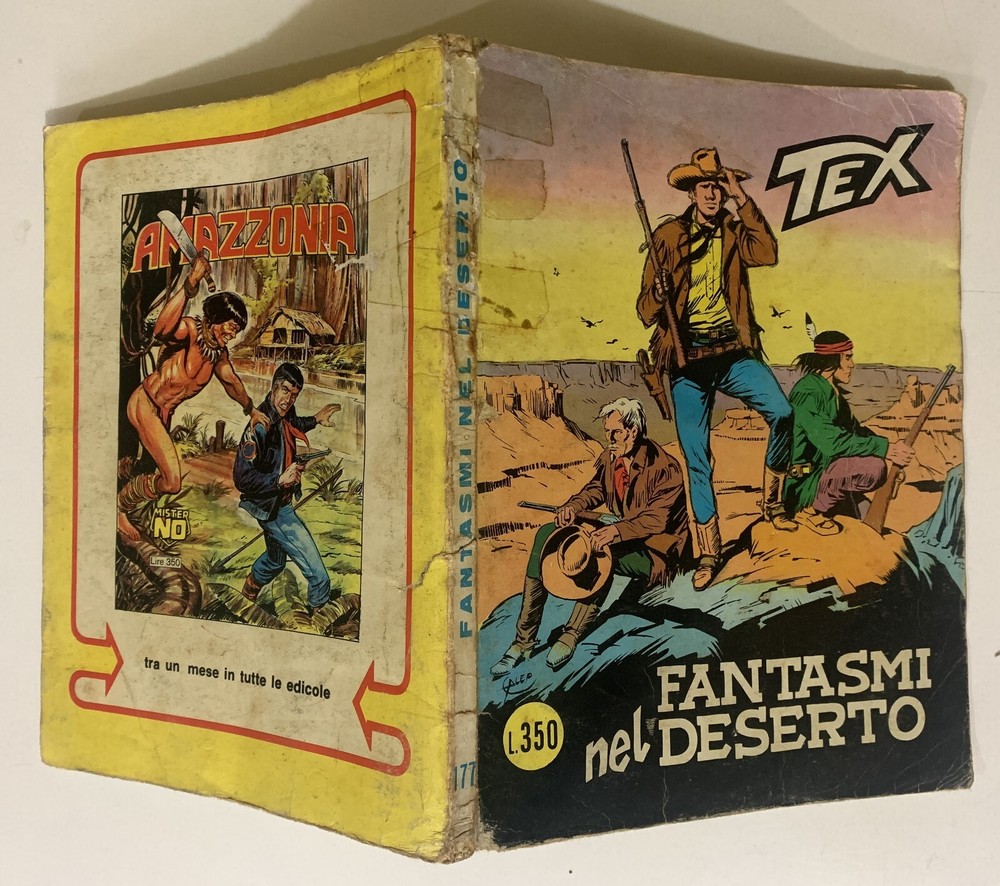 AMAZZONIA
MISTER
NO
Lire 350
tra un mese in tutte le edicole
FANTASMI NEL DESERTO
177
TEX
GALEP
L.350
FANTASMI
nel DESERTO